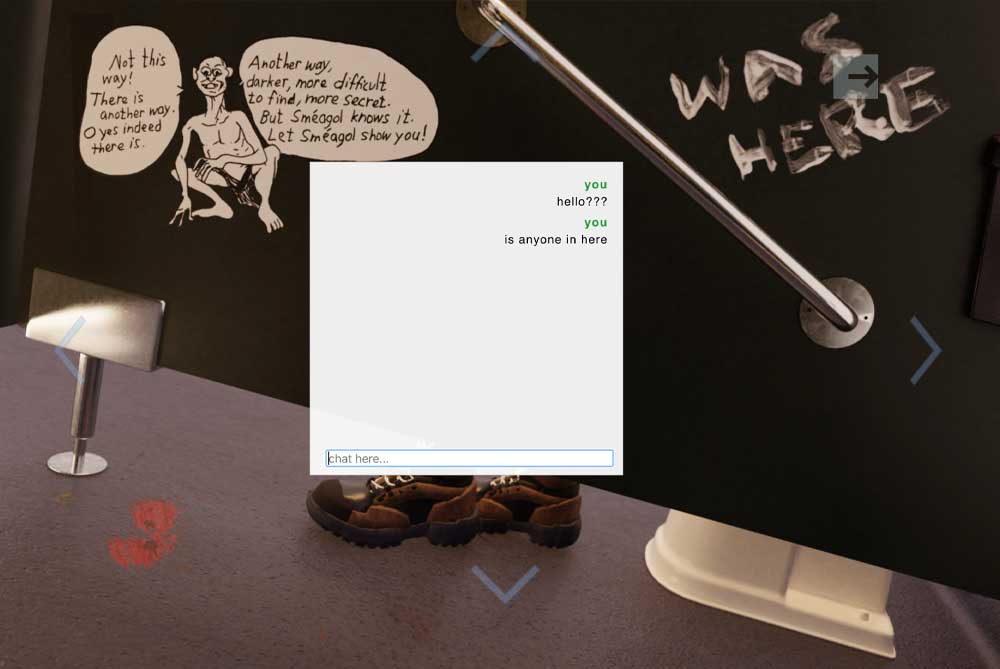 Not this
way!
There is
another way.
O yes indeed
there is.
Another way,
darker, more difficult
to find, more secret.
But Sméagol knows it.
Let Sméagol show you!
WAS
HERE
you
hello???
you
is anyone in here
chat here...